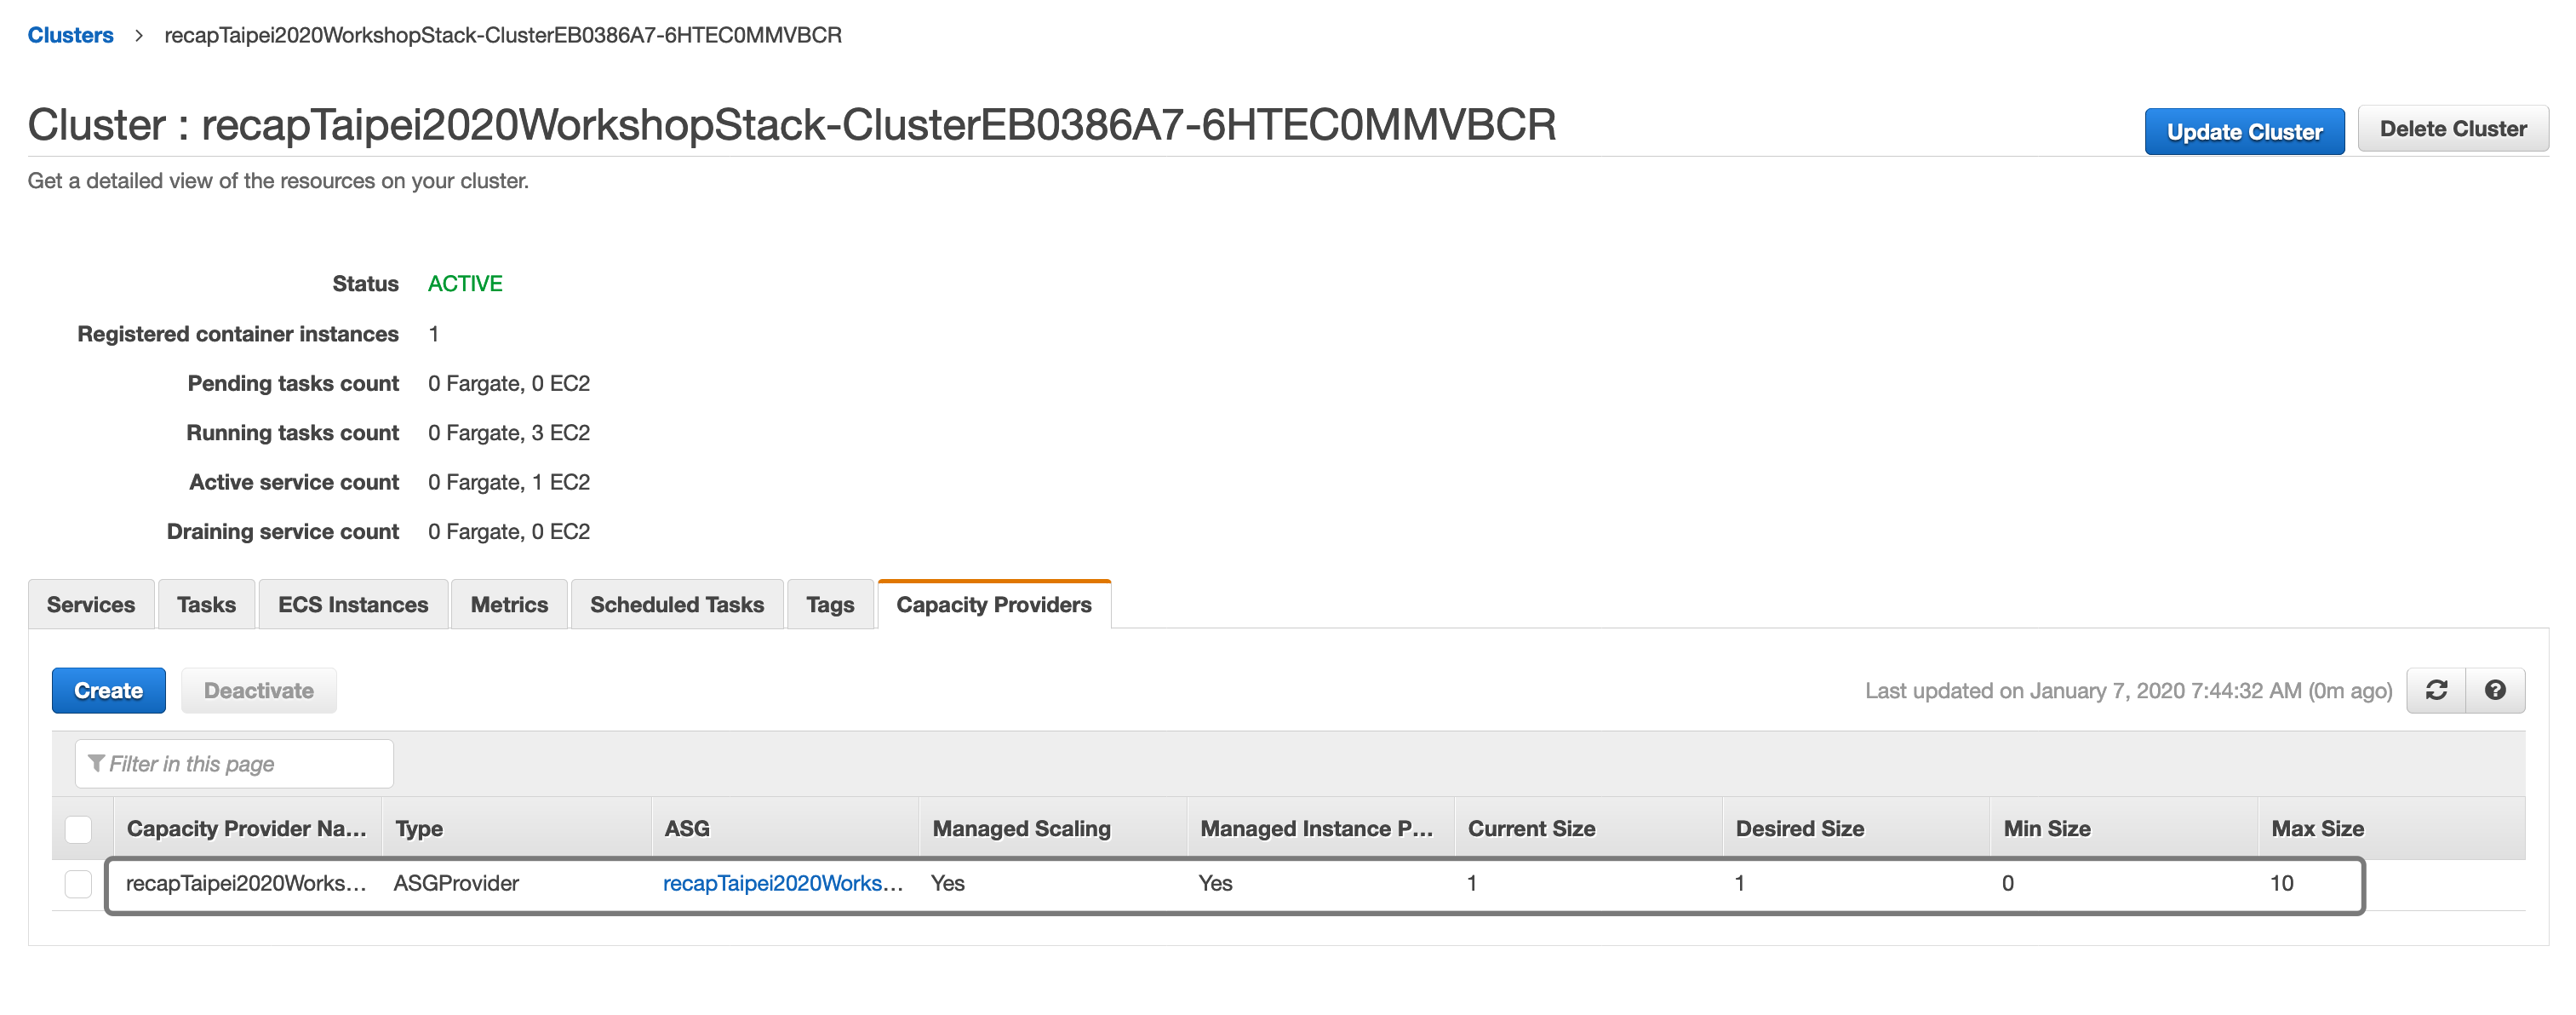 Clusters > recapTaipei2020WorkshopStack-ClusterEB0386A7-6HTEC0MMVBCR
Cluster : recapTaipei2020WorkshopStack-ClusterEB0386A7-6HTEC0MMVBCR
Update Cluster Delete Cluster
Get a detailed view of the resources on your cluster.
Status ACTIVE
Registered container instances 1
Pending tasks count 0 Fargate, 0 EC2
Running tasks count 0 Fargate, 3 EC2
Active service count 0 Fargate, 1 EC2
Draining service count 0 Fargate, 0 EC2
Services Tasks ECS Instances Metrics Scheduled Tasks Tags Capacity Providers
Create Deactivate Last updated on January 7, 2020 7:44:32 AM (0m ago) ?
Filter in this page
Capacity Provider Na... Type ASG Managed Scaling Managed Instance P... Current Size Desired Size Min Size Max Size
recapTaipei2020Works... ASGProvider recapTaipei2020Works... Yes Yes 1 1 0 10